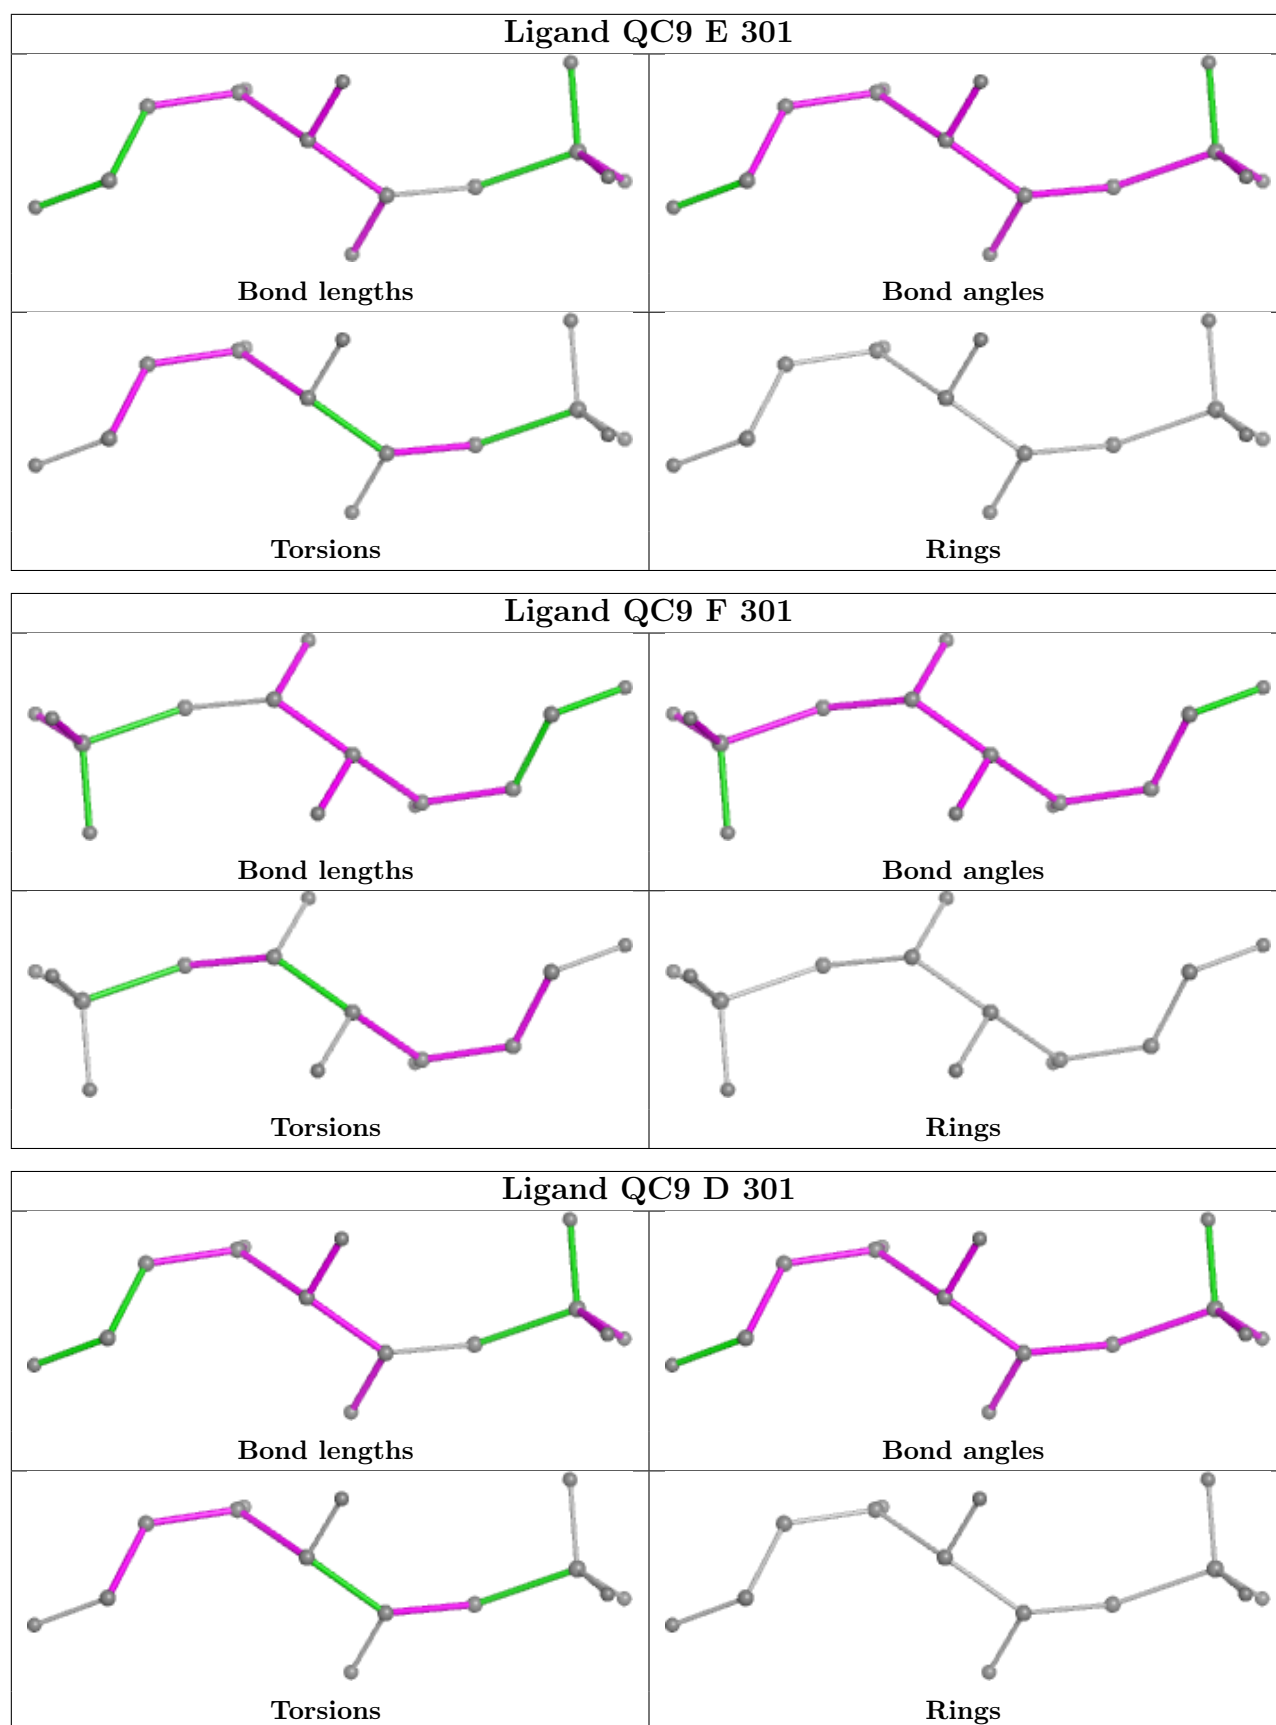 Ligand QC9 E 301
Bond lengths
Bond angles
Torsions
Rings
Ligand QC9 F 301
Bond lengths
Bond angles
Torsions
Rings
Ligand QC9 D 301
Bond lengths
Bond angles
Torsions
Rings